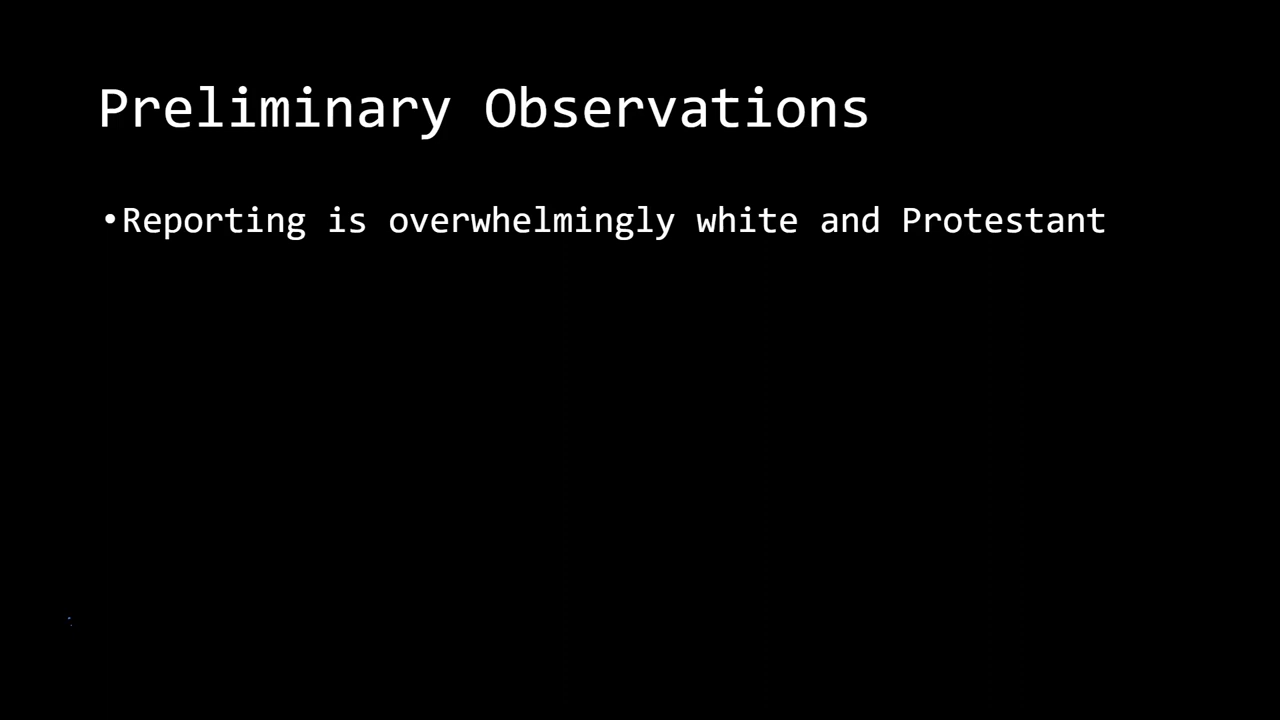 Preliminary Observations
•Reporting is overwhelmingly white and Protestant